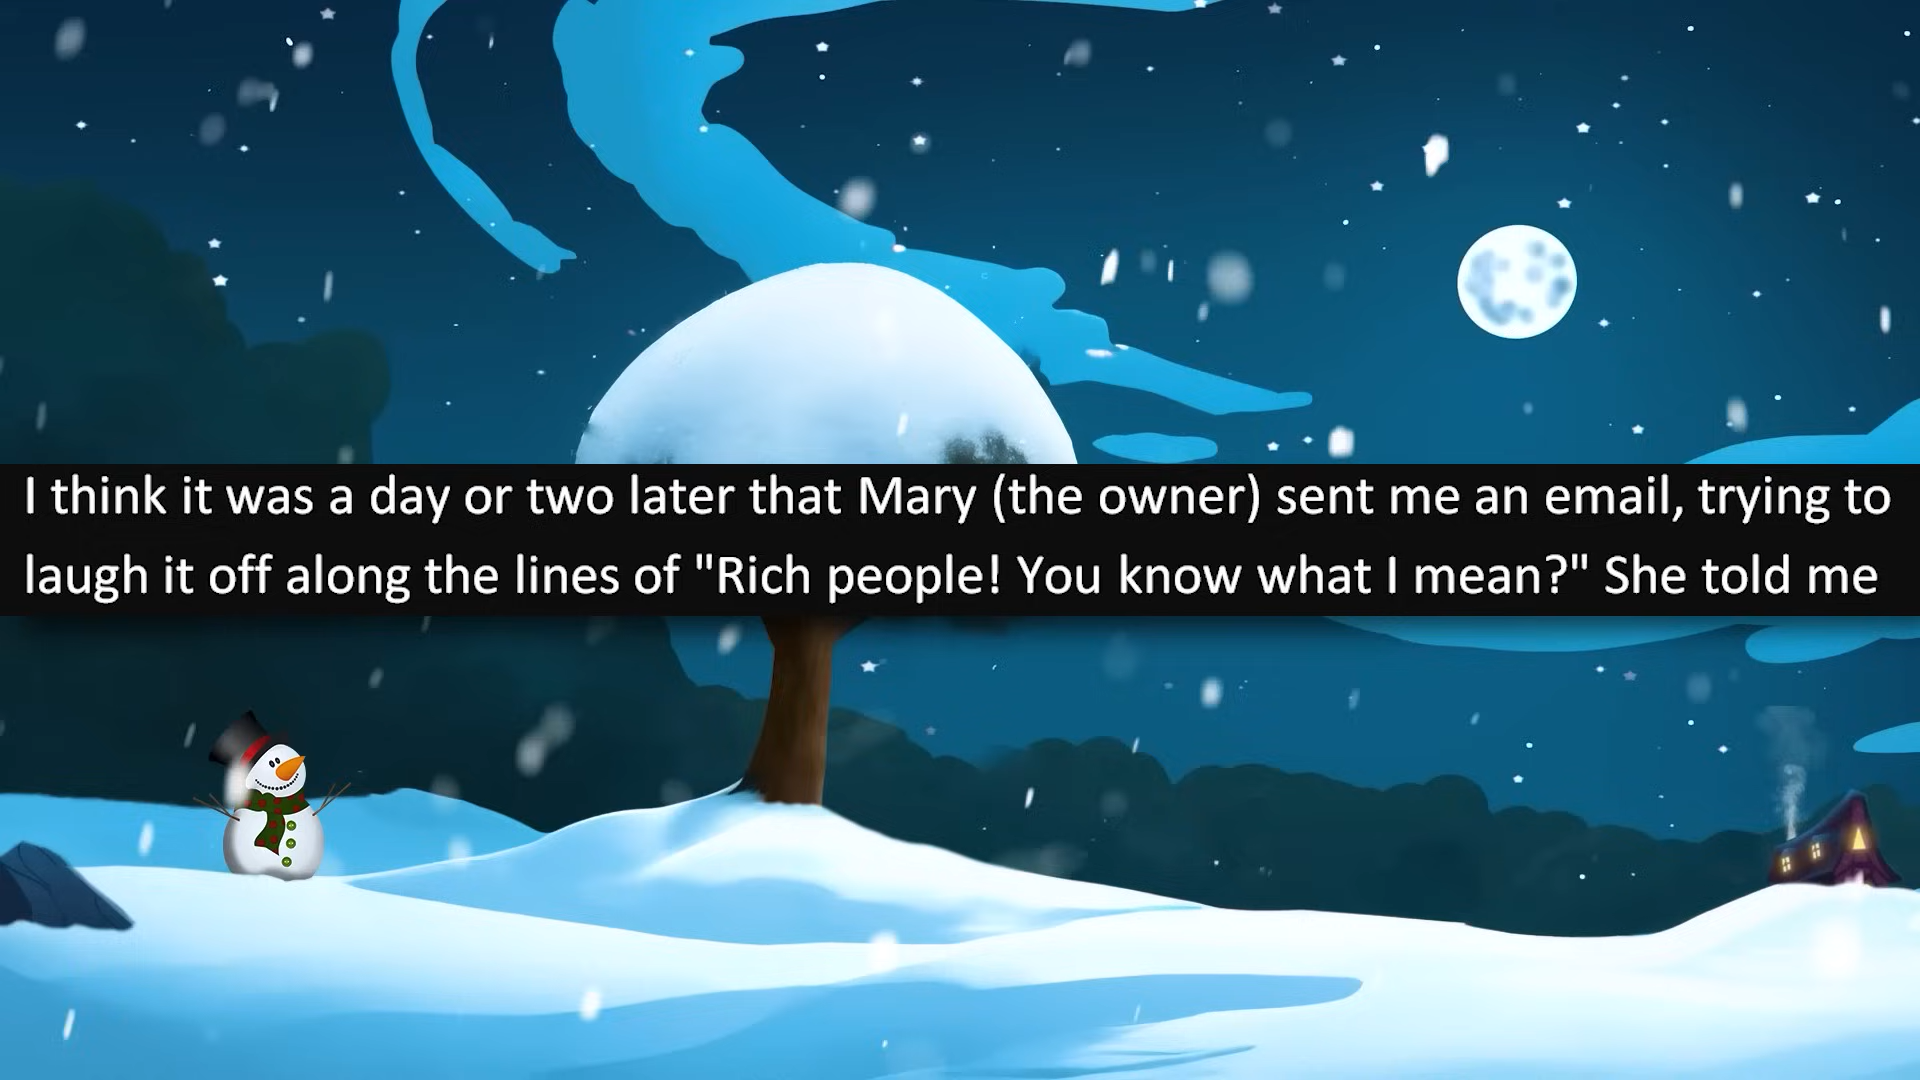 I think it was a day or two later that Mary (the owner) sent me an email, trying to
laugh it off along the lines of "Rich people! You know what I mean?" She told me